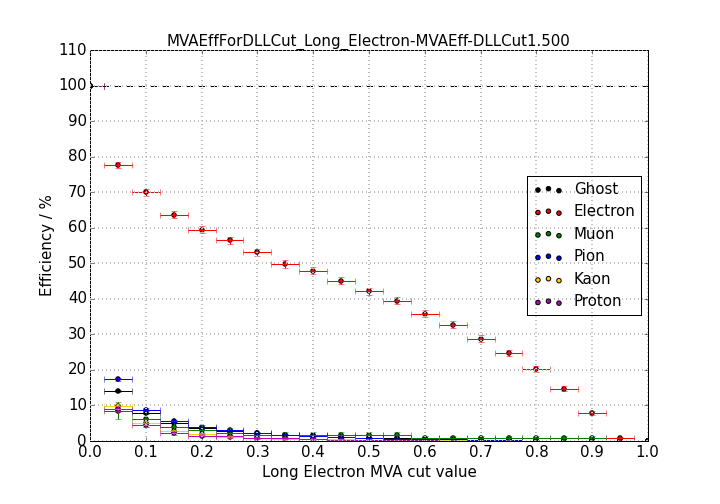 MVAEffForDLLCut_Long_Electron-MVAEff-DLLCut1.500
110
100
90
80
70
60
50
40
30
20
10
0
Efficiency / %
Ghost
Electron
Muon
Pion
Kaon
Proton
0.0 0.1 0.2 0.3 0.4 0.5 0.6 0.7 0.8 0.9 1.0
Long Electron MVA cut value